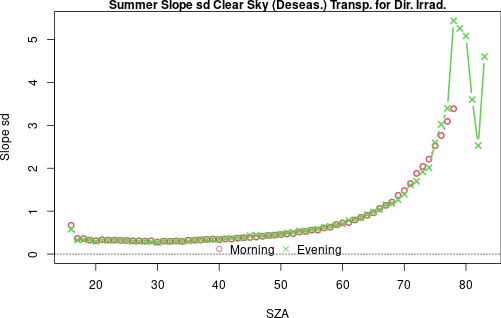 Summer Slope sd Clear Sky (Deseas.) Transp. for Dir. Irrad.
Slope sd
5
4
3
2
1
0
Morning Evening
20 30 40 50 60 70 80
SZA